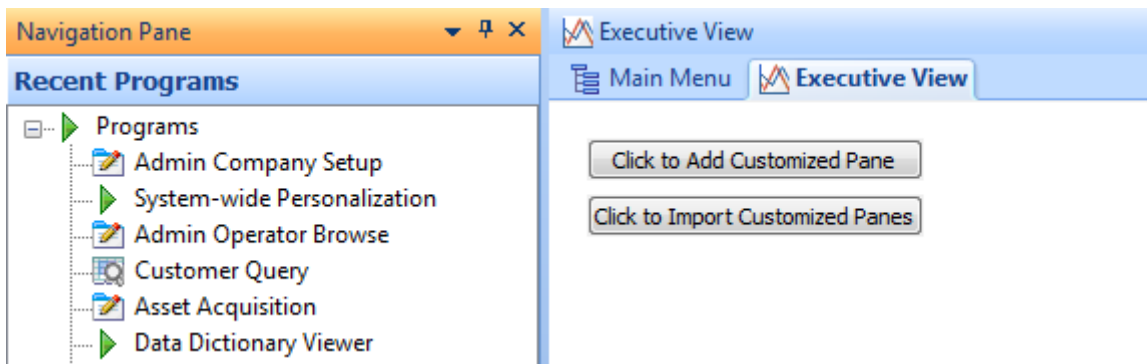 Navigation Pane
Recent Programs
Programs
Admin Company Setup
System-wide Personalization
Admin Operator Browse
Customer Query
Asset Acquisition
Data Dictionary Viewer
Executive View
Main Menu Executive View
Click to Add Customized Pane
Click to Import Customized Panes